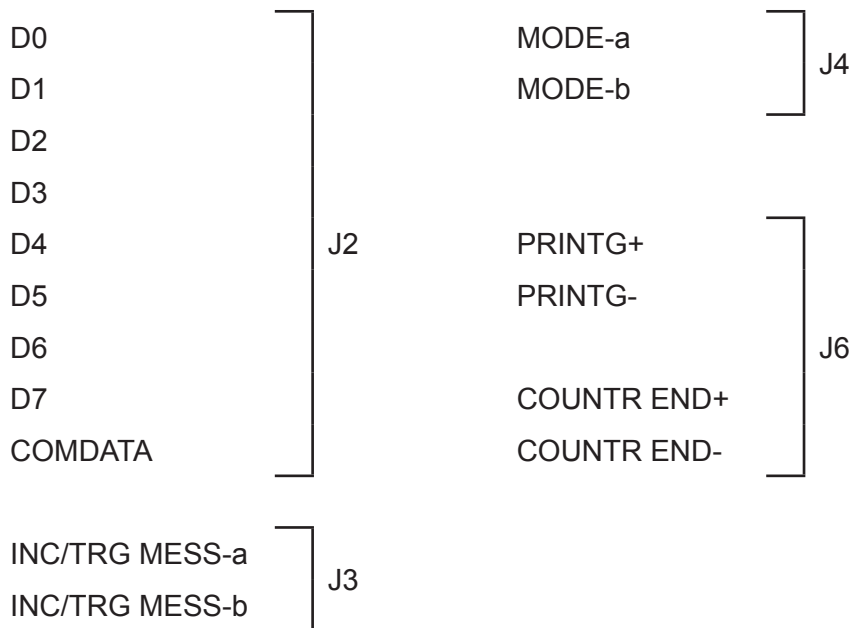 D0
D1
D2
D3
D4
D5
D6
D7
COMDATA
J2
INC/TRG MESS-a
INC/TRG MESS-b
J3
MODE-a
MODE-b
J4
PRINTG+
PRINTG-
COUNTR END+
COUNTR END-
J6